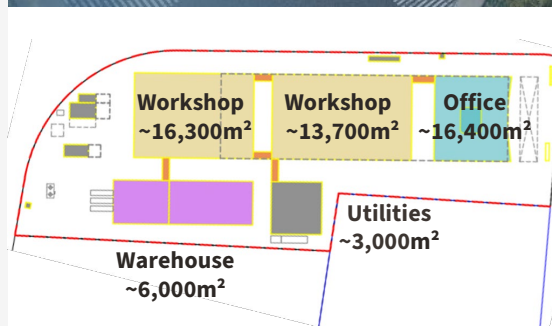 Workshop
~16,300m²
Workshop
~13,700m²
Office
~16,400m²
Utilities
~3,000m²
Warehouse
~6,000m²